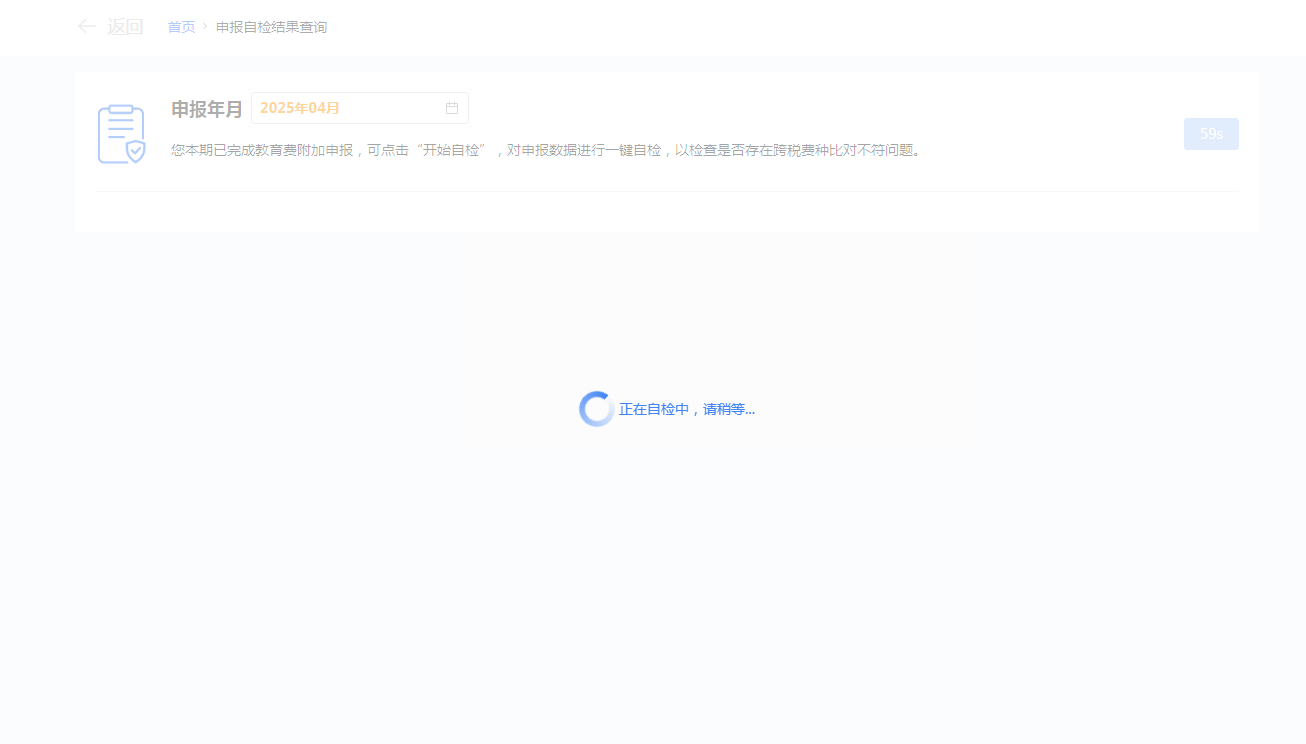 返回 首页 > 申报自检结果查询
申报年月 2025年04月
您本期已完成教育费附加申报，可点击“开始自检”，对申报数据进行一键自检，以检查是否存在跨税费种比对不符问题。
59s
正在自检中，请稍等...